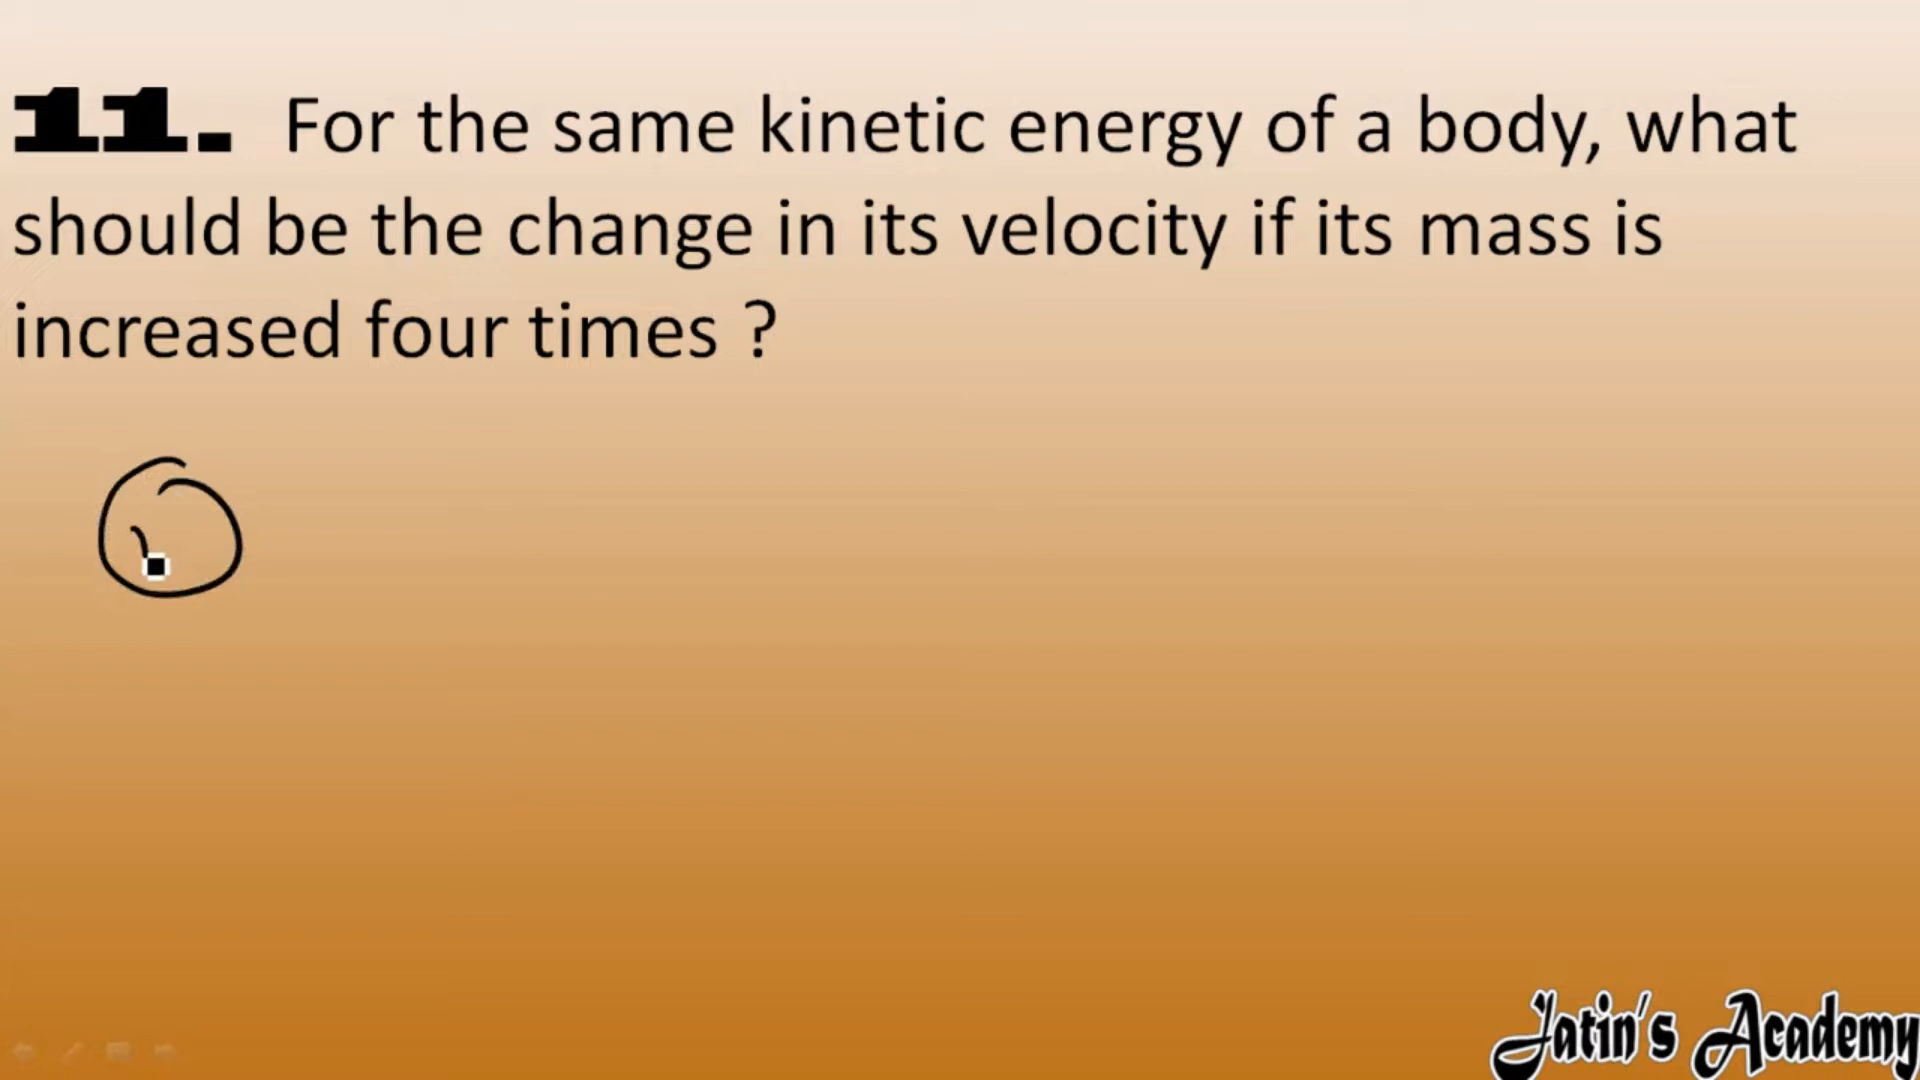 11. For the same kinetic energy of a body, what
should be the change in its velocity if its mass is
increased four times ?
Jatin's Academy